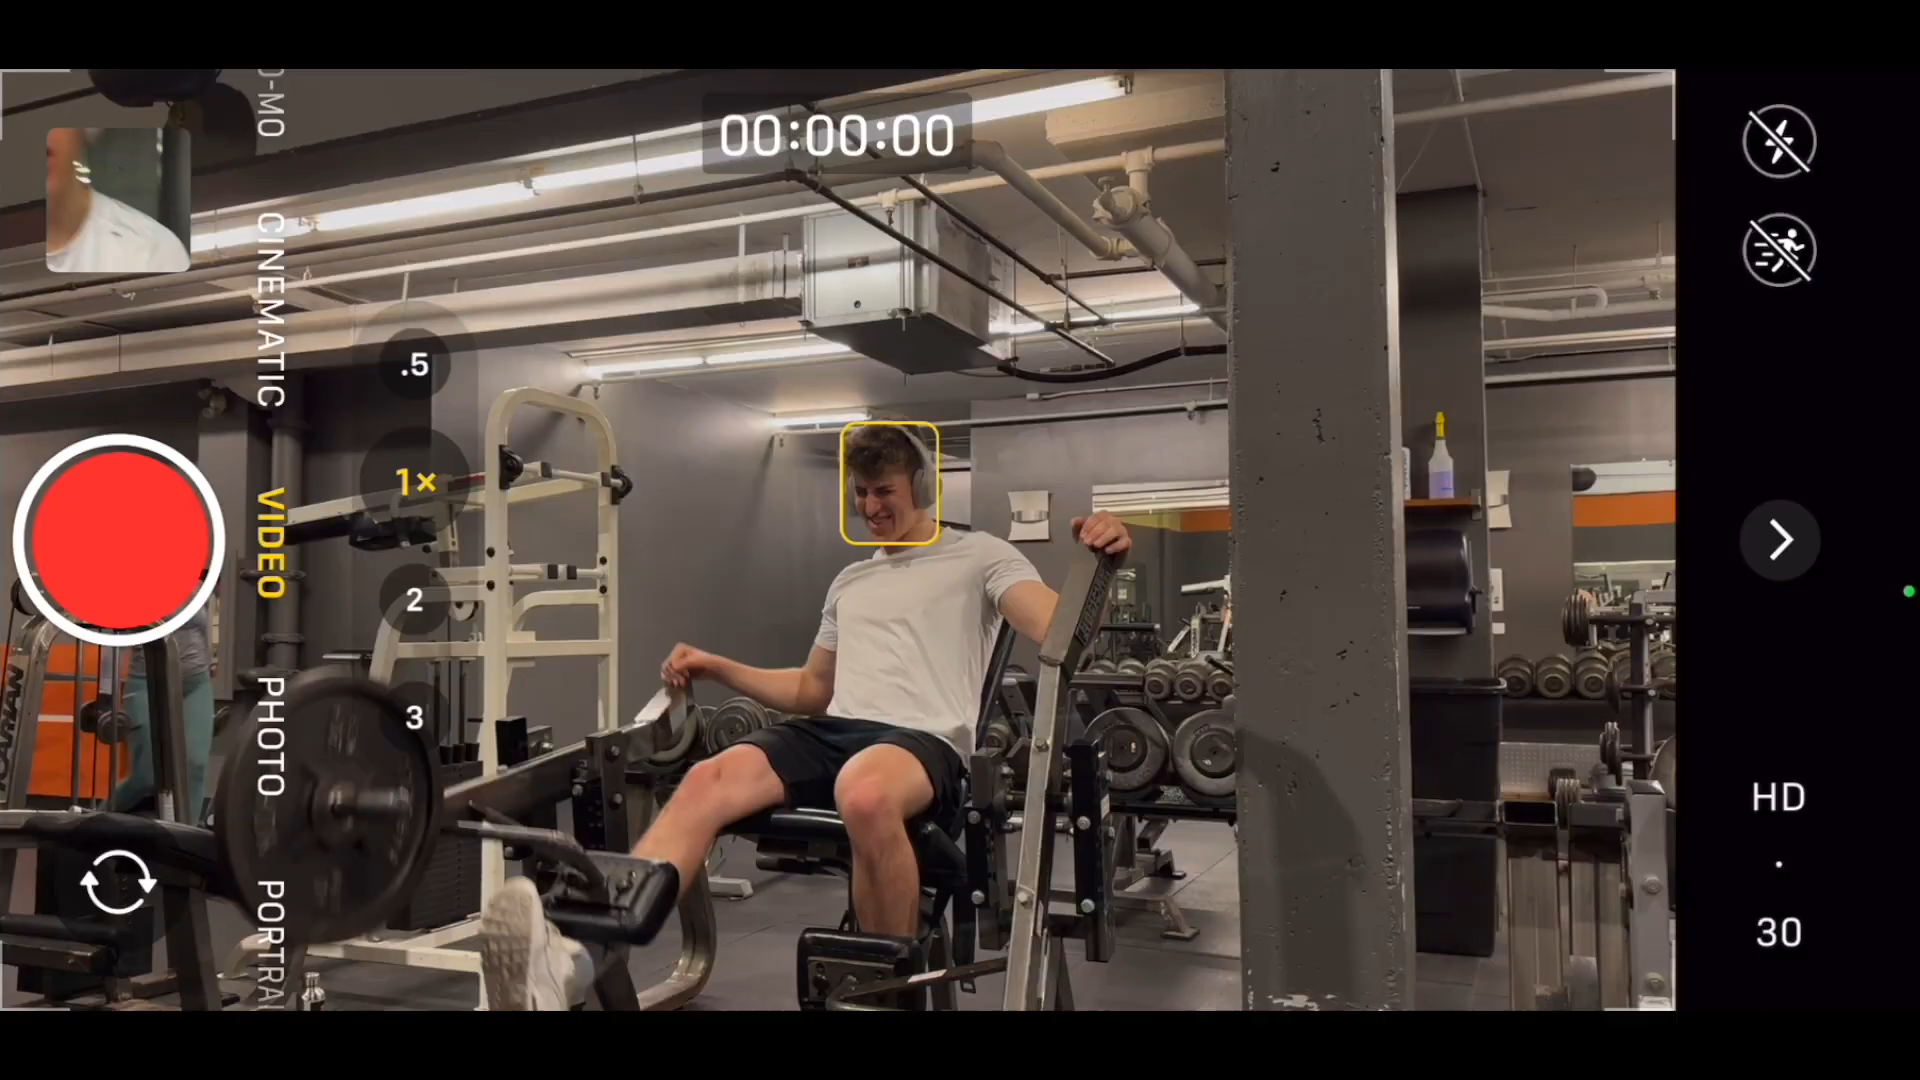 00:00:00
O-MO
CINEMATIC
VIDEO
PHOTO
PORTRAI
.5
1×
2
3
HD
·
30